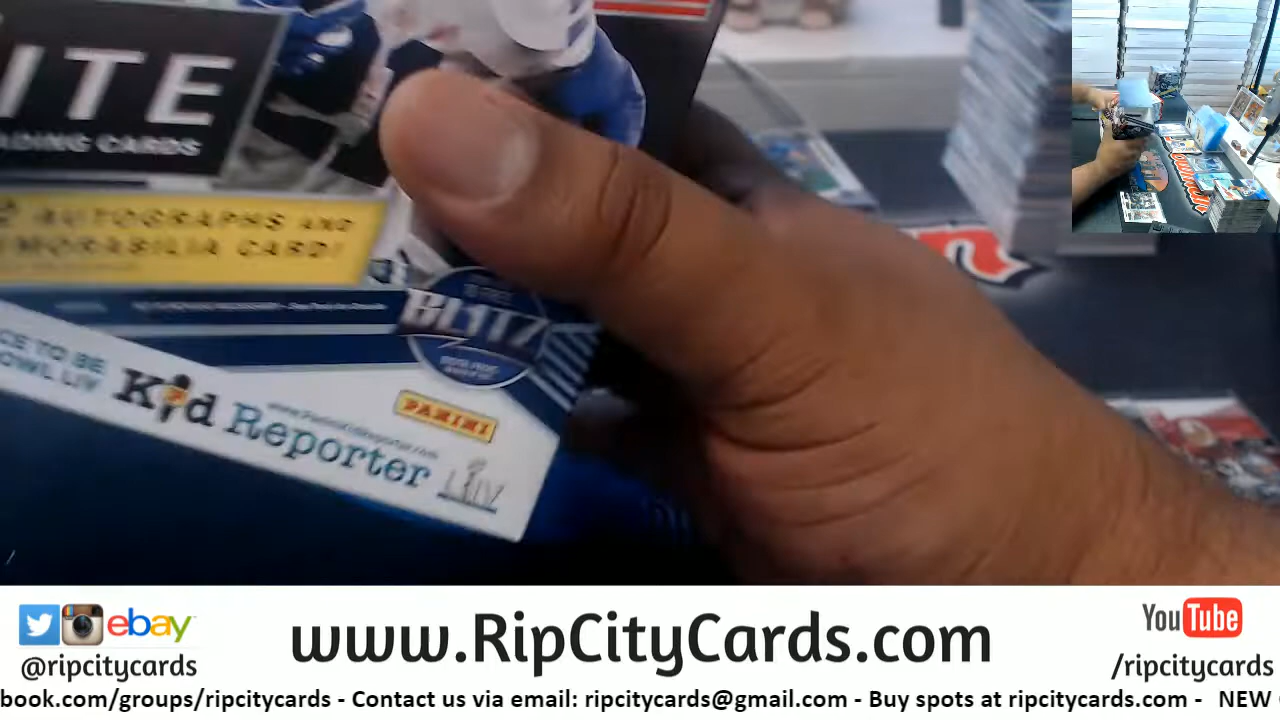 ITE
ADING CARDS
2 AUTOGRAPHS AND
MEMORABILIA CARD!
BLITZ
CE TO BE
OWL LIV
Kid
Reporter
PANINI
LIV
ebay
@ripcitycards
www.RipCityCards.com
YouTube
/ripcitycards
book.com/groups/ripcitycards - Contact us via email: ripcitycards@gmail.com - Buy spots at ripcitycards.com - NEW